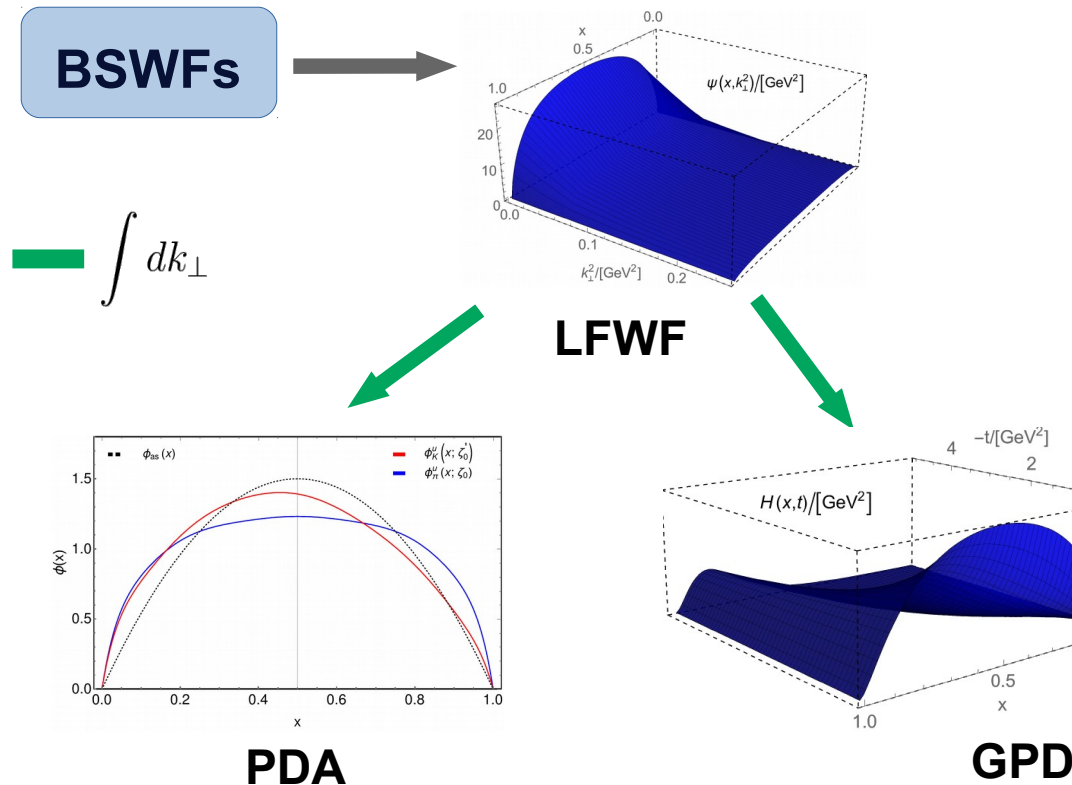 BSWFs
0.0
x
0.5
1.0
ψ(x,k⊥²)/[GeV²]
20
10
0
0.0
0.1
k⊥²/[GeV²]
0.2
∫ dk⊥
LFWF
φas(x)
φ^u_K(x; ζ0')
φ^u_π(x; ζ0)
1.5
1.0
0.5
0.0
ϕ(x)
0.0 0.2 0.4 0.6 0.8 1.0
x
PDA
−t/[GeV²]
4
2
H(x,t)/[GeV²]
0.5
1.0
x
GPD